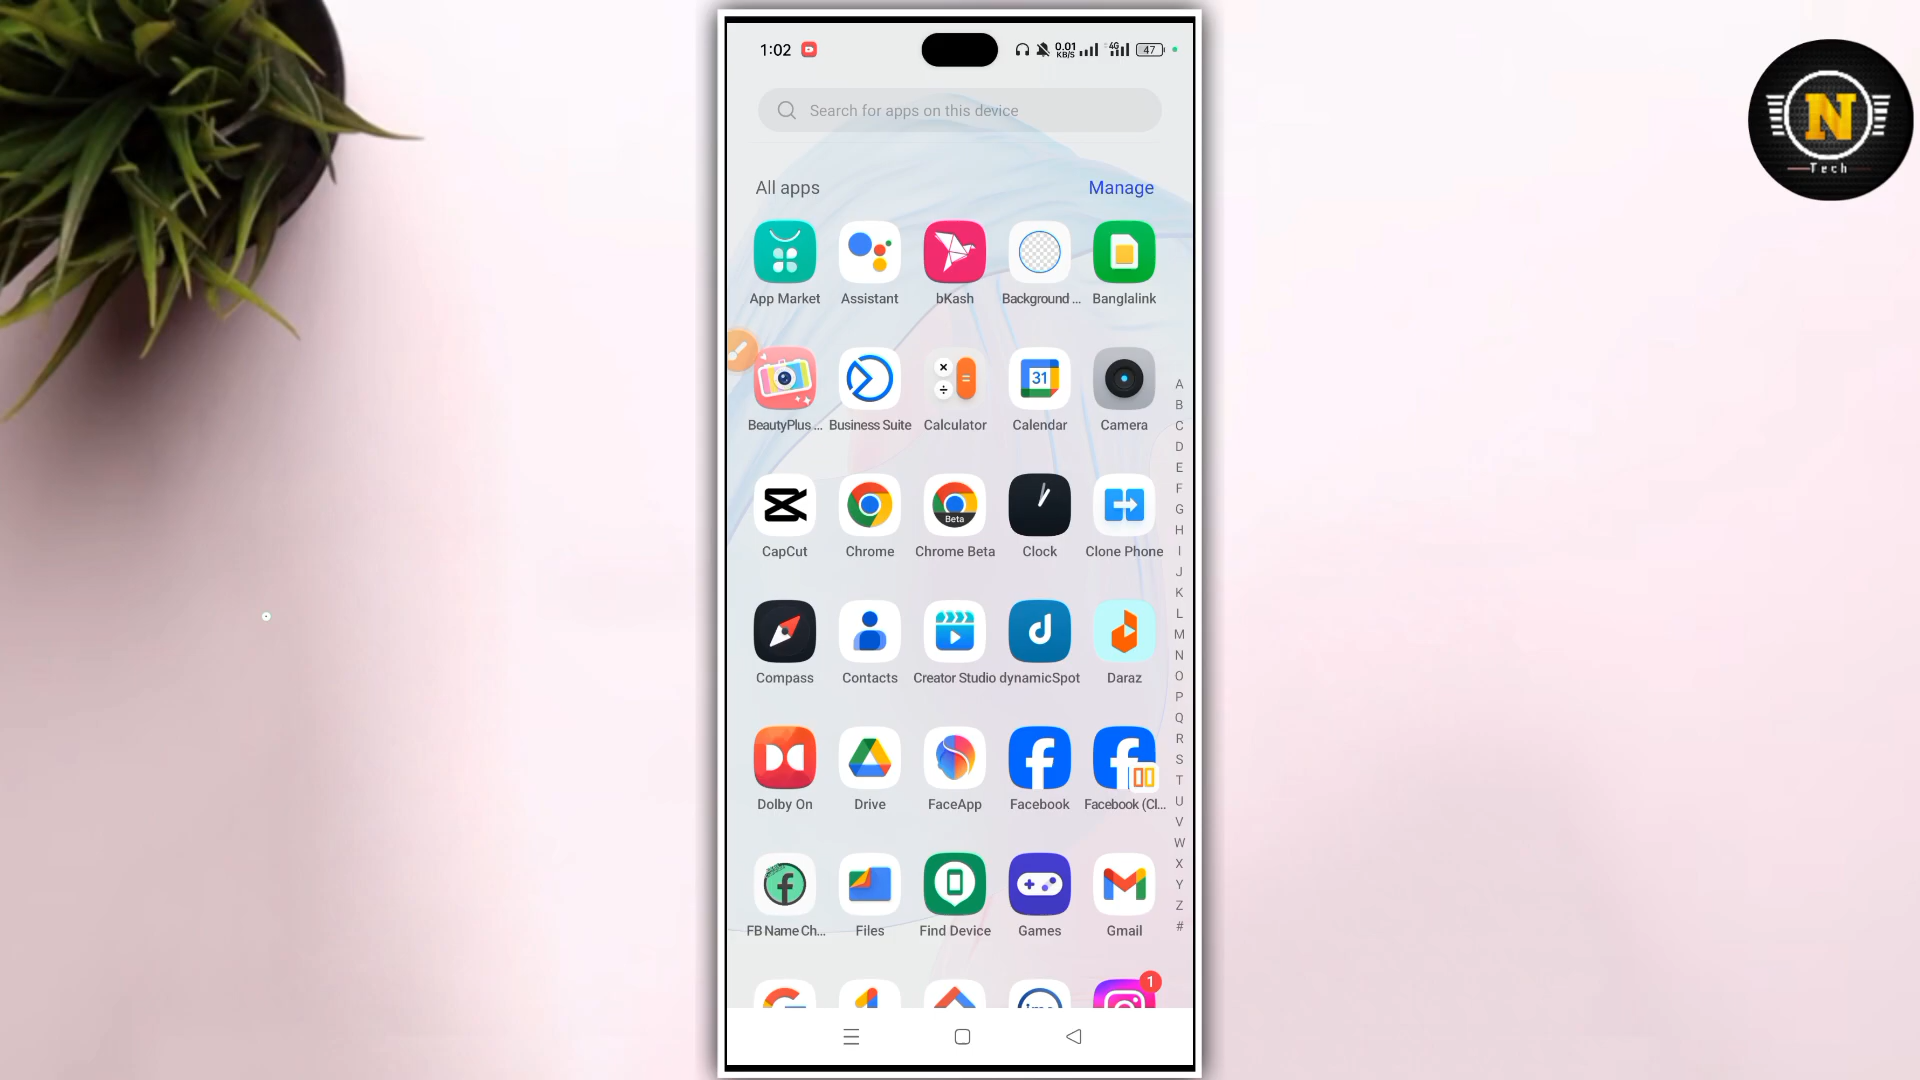 1:02
0.01
KB/S
4G
47
Search for apps on this device
All apps
Manage
App Market
Assistant
bKash
Background ...
Banglalink
31
BeautyPlus ...
Business Suite
Calculator
Calendar
Camera
Beta
CapCut
Chrome
Chrome Beta
Clock
Clone Phone
Compass
Contacts
Creator Studio
dynamicSpot
Daraz
Dolby On
Drive
FaceApp
Facebook
Facebook (Cl...
FB Name Ch...
Files
Find Device
Games
Gmail
1
A
B
C
D
E
F
G
H
I
J
K
L
M
N
O
P
Q
R
S
T
U
V
W
X
Y
Z
#
N
Tech